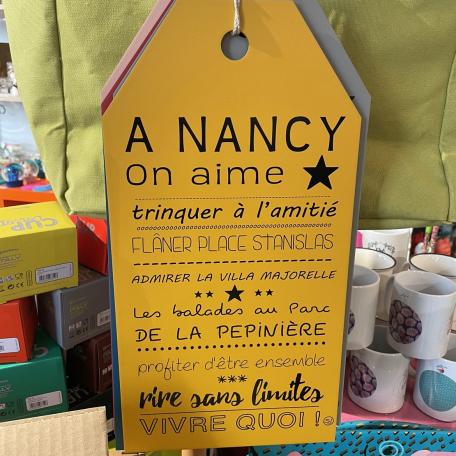 A NANCY
On aime
trinquer à l'amitié
FLÂNER PLACE STANISLAS
ADMIRER LA VILLA MAJORELLE
Les balades au Parc
DE LA PEPINIÈRE
profiter d'être ensemble
rire sans limites
VIVRE QUOI !
CUP